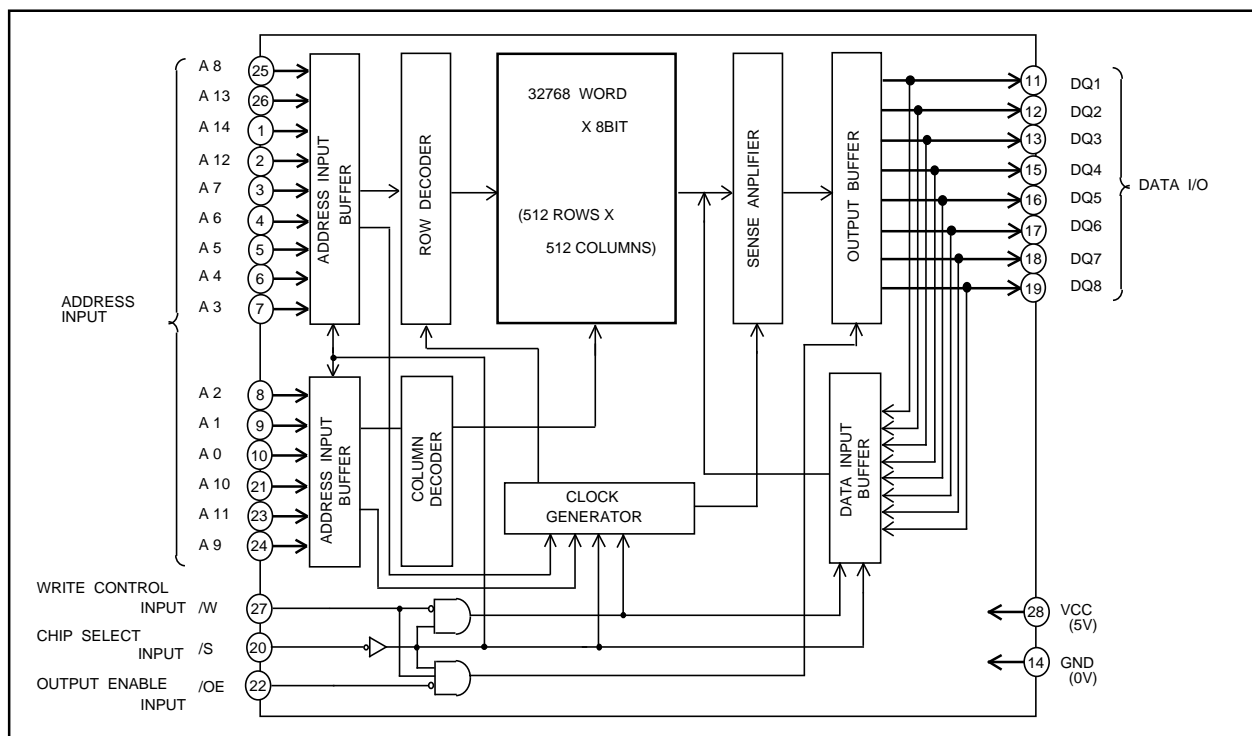 A 8
25
A 13
26
A 14
1
A 12
2
A 7
3
A 6
4
A 5
5
A 4
6
A 3
7
ADDRESS
INPUT
A 2
8
A 1
9
A 0
10
A 10
21
A 11
23
A 9
24
WRITE CONTROL
INPUT /W
27
CHIP SELECT
INPUT /S
20
OUTPUT ENABLE /OE
INPUT
22
ADDRESS INPUT
BUFFER
ROW DECODER
32768 WORD
X 8BIT
(512 ROWS X
512 COLUMNS)
SENSE ANPLIFIER
OUTPUT BUFFER
ADDRESS INPUT
BUFFER
COLUMN
DECODER
CLOCK
GENERATOR
DATA INPUT
BUFFER
11
DQ1
12
DQ2
13
DQ3
15
DQ4
16
DQ5
17
DQ6
18
DQ7
19
DQ8
DATA I/O
28
VCC
(5V)
14
GND
(0V)